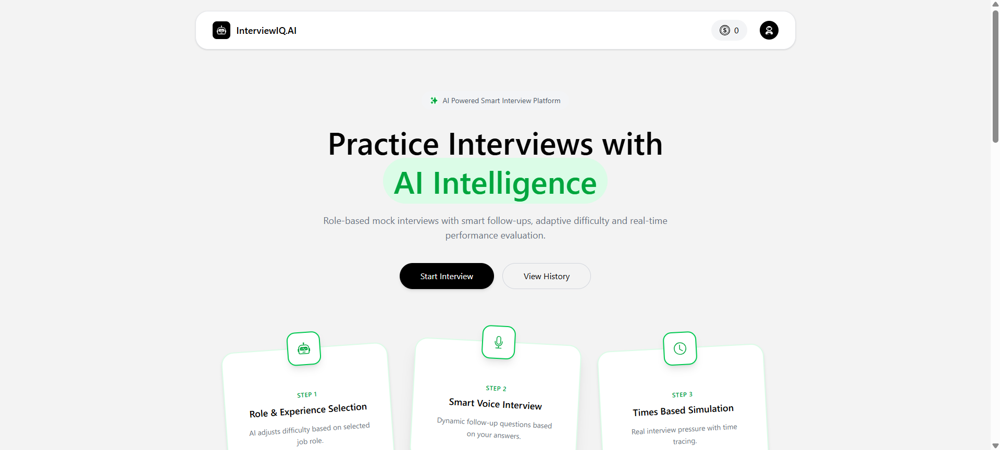 InterviewIQ.AI
0
AI Powered Smart Interview Platform
Practice Interviews with
AI Intelligence
Role-based mock interviews with smart follow-ups, adaptive difficulty and real-time
performance evaluation.
Start Interview
View History
STEP 1
Role & Experience Selection
AI adjusts difficulty based on selected
job role.
STEP 2
Smart Voice Interview
Dynamic follow-up questions based
on your answers.
STEP 3
Times Based Simulation
Real interview pressure with time
tracing.